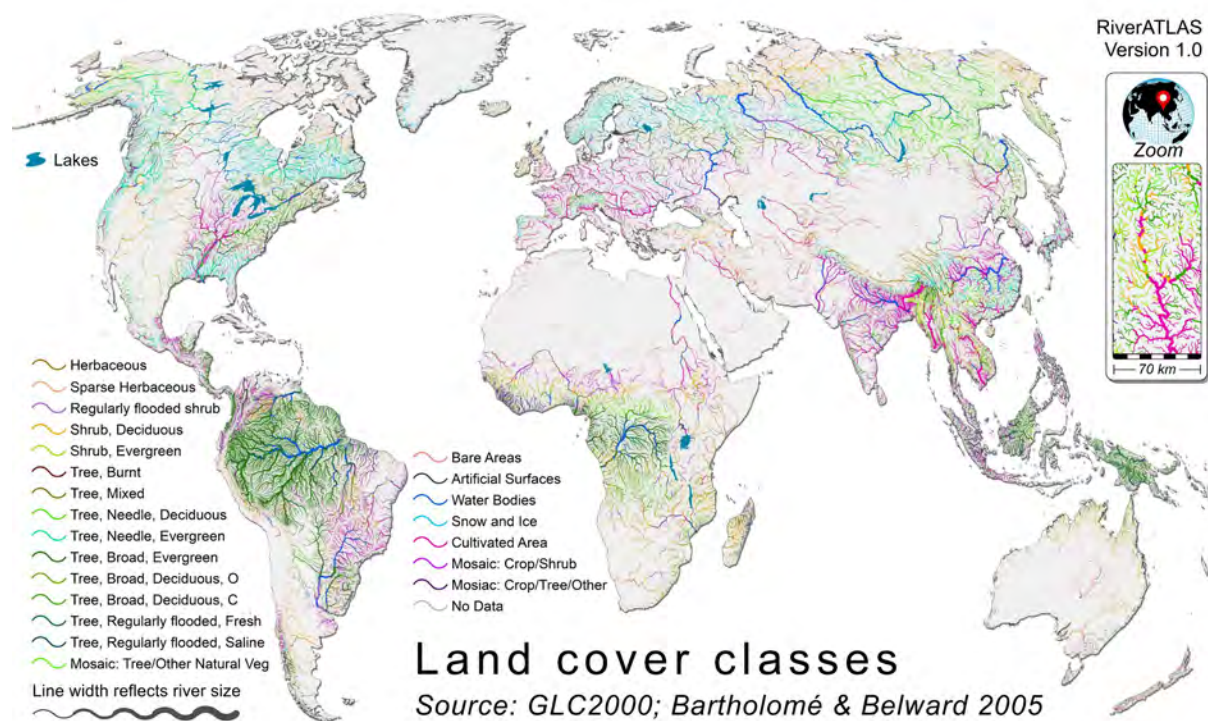 RiverATLAS
Version 1.0
Zoom
70 km
Lakes
Herbaceous
Sparse Herbaceous
Regularly flooded shrub
Shrub, Deciduous
Shrub, Evergreen
Tree, Burnt
Tree, Mixed
Tree, Needle, Deciduous
Tree, Needle, Evergreen
Tree, Broad, Evergreen
Tree, Broad, Deciduous, O
Tree, Broad, Deciduous, C
Tree, Regularly flooded, Fresh
Tree, Regularly flooded, Saline
Mosaic: Tree/Other Natural Veg
Line width reflects river size
Bare Areas
Artificial Surfaces
Water Bodies
Snow and Ice
Cultivated Area
Mosaic: Crop/Shrub
Mosiac: Crop/Tree/Other
No Data
Land cover classes
Source: GLC2000; Bartholomé & Belward 2005